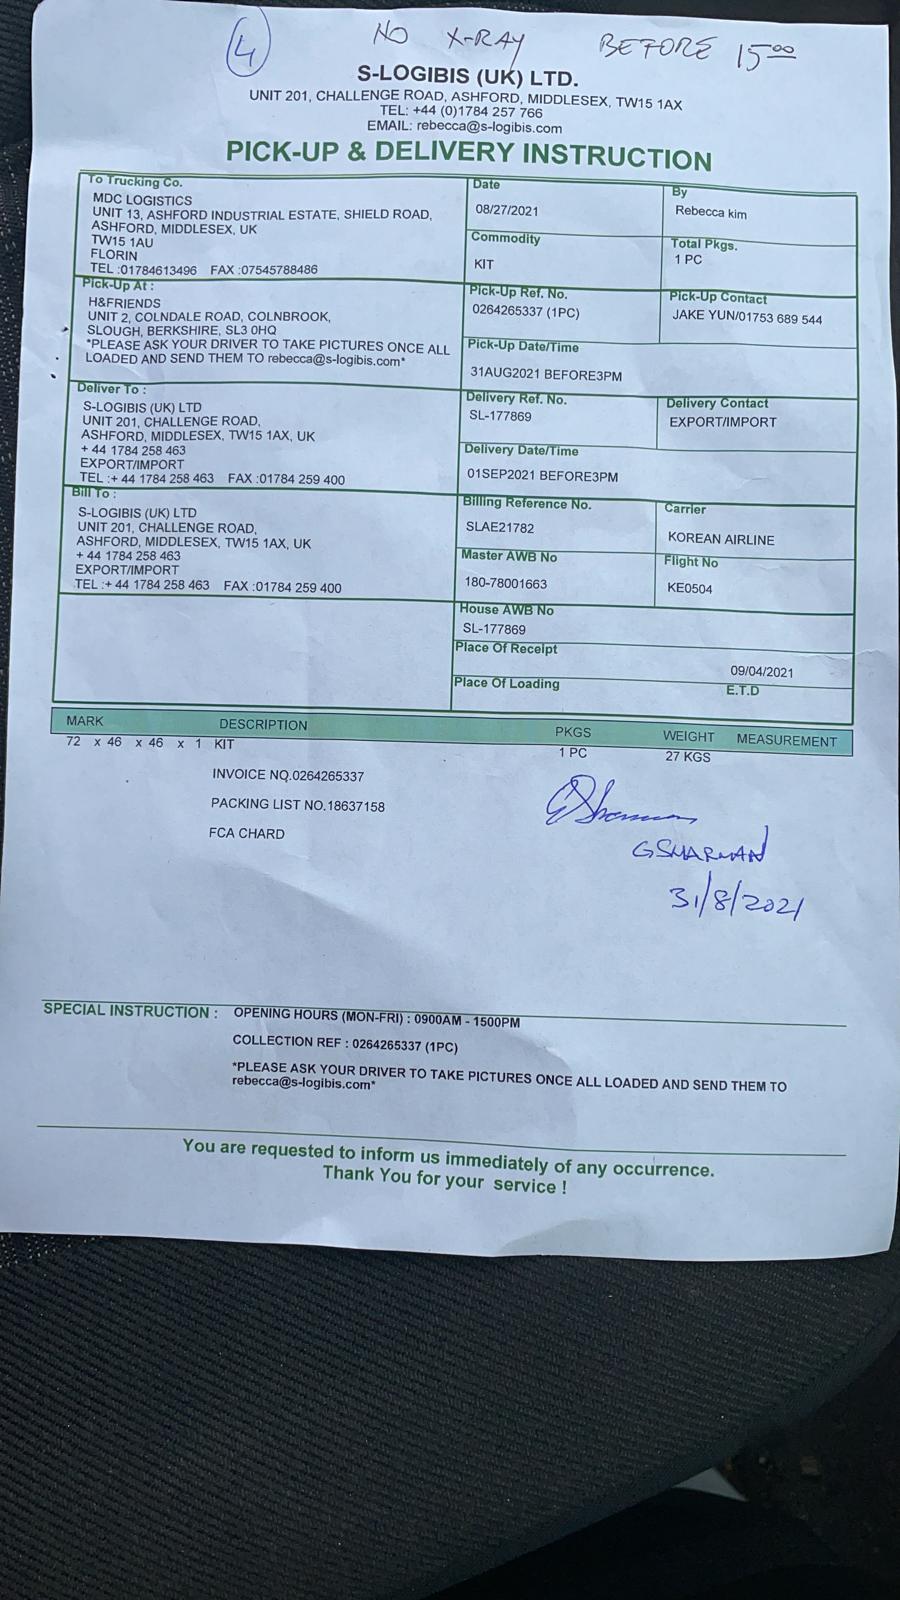 4 NO X-RAY BEFORE 15 00
S-LOGIBIS (UK) LTD.
UNIT 201, CHALLENGE ROAD, ASHFORD, MIDDLESEX, TW15 1AX
TEL: +44 (0)1784 257 766
EMAIL: rebecca@s-logibis.com
PICK-UP & DELIVERY INSTRUCTION
To Trucking Co.
MDC LOGISTICS
UNIT 13, ASHFORD INDUSTRIAL ESTATE, SHIELD ROAD,
ASHFORD, MIDDLESEX, UK
TW15 1AU
FLORIN
TEL :01784613496 FAX :07545788486
Date
08/27/2021
By
Rebecca kim
Commodity
KIT
Total Pkgs.
1 PC
Pick-Up At :
H&FRIENDS
UNIT 2, COLNDALE ROAD, COLNBROOK,
SLOUGH, BERKSHIRE, SL3 0HQ
*PLEASE ASK YOUR DRIVER TO TAKE PICTURES ONCE ALL
LOADED AND SEND THEM TO rebecca@s-logibis.com*
Pick-Up Ref. No.
0264265337 (1PC)
Pick-Up Contact
JAKE YUN/01753 689 544
Pick-Up Date/Time
31AUG2021 BEFORE3PM
Deliver To :
S-LOGIBIS (UK) LTD
UNIT 201, CHALLENGE ROAD,
ASHFORD, MIDDLESEX, TW15 1AX, UK
+ 44 1784 258 463
EXPORT/IMPORT
TEL :+ 44 1784 258 463 FAX :01784 259 400
Delivery Ref. No.
SL-177869
Delivery Contact
EXPORT/IMPORT
Delivery Date/Time
01SEP2021 BEFORE3PM
Bill To :
S-LOGIBIS (UK) LTD
UNIT 201, CHALLENGE ROAD,
ASHFORD, MIDDLESEX, TW15 1AX, UK
+ 44 1784 258 463
EXPORT/IMPORT
TEL :+ 44 1784 258 463 FAX :01784 259 400
Billing Reference No.
SLAE21782
Carrier
KOREAN AIRLINE
Master AWB No
180-78001663
Flight No
KE0504
House AWB No
SL-177869
Place Of Receipt
09/04/2021
Place Of Loading E.T.D
MARK DESCRIPTION PKGS WEIGHT MEASUREMENT
72 x 46 x 46 x 1 KIT 1 PC 27 KGS
INVOICE NO.0264265337
PACKING LIST NO.18637158
FCA CHARD
G Sharman
G SHARMAN
31/8/2021
SPECIAL INSTRUCTION : OPENING HOURS (MON-FRI) : 0900AM - 1500PM
COLLECTION REF : 0264265337 (1PC)
*PLEASE ASK YOUR DRIVER TO TAKE PICTURES ONCE ALL LOADED AND SEND THEM TO
rebecca@s-logibis.com*
You are requested to inform us immediately of any occurrence.
Thank You for your service !